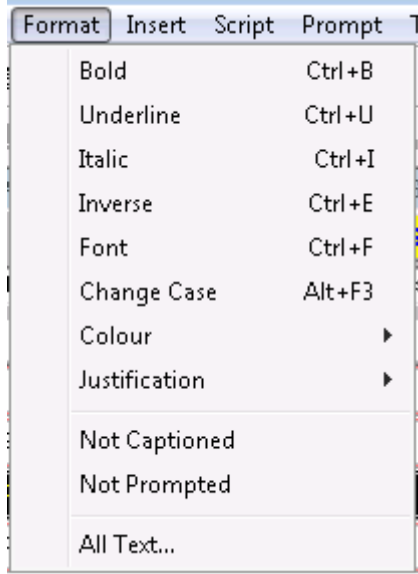 Format Insert Script Prompt
Bold Ctrl+B
Underline Ctrl+U
Italic Ctrl+I
Inverse Ctrl+E
Font Ctrl+F
Change Case Alt+F3
Colour
Justification
Not Captioned
Not Prompted
All Text...